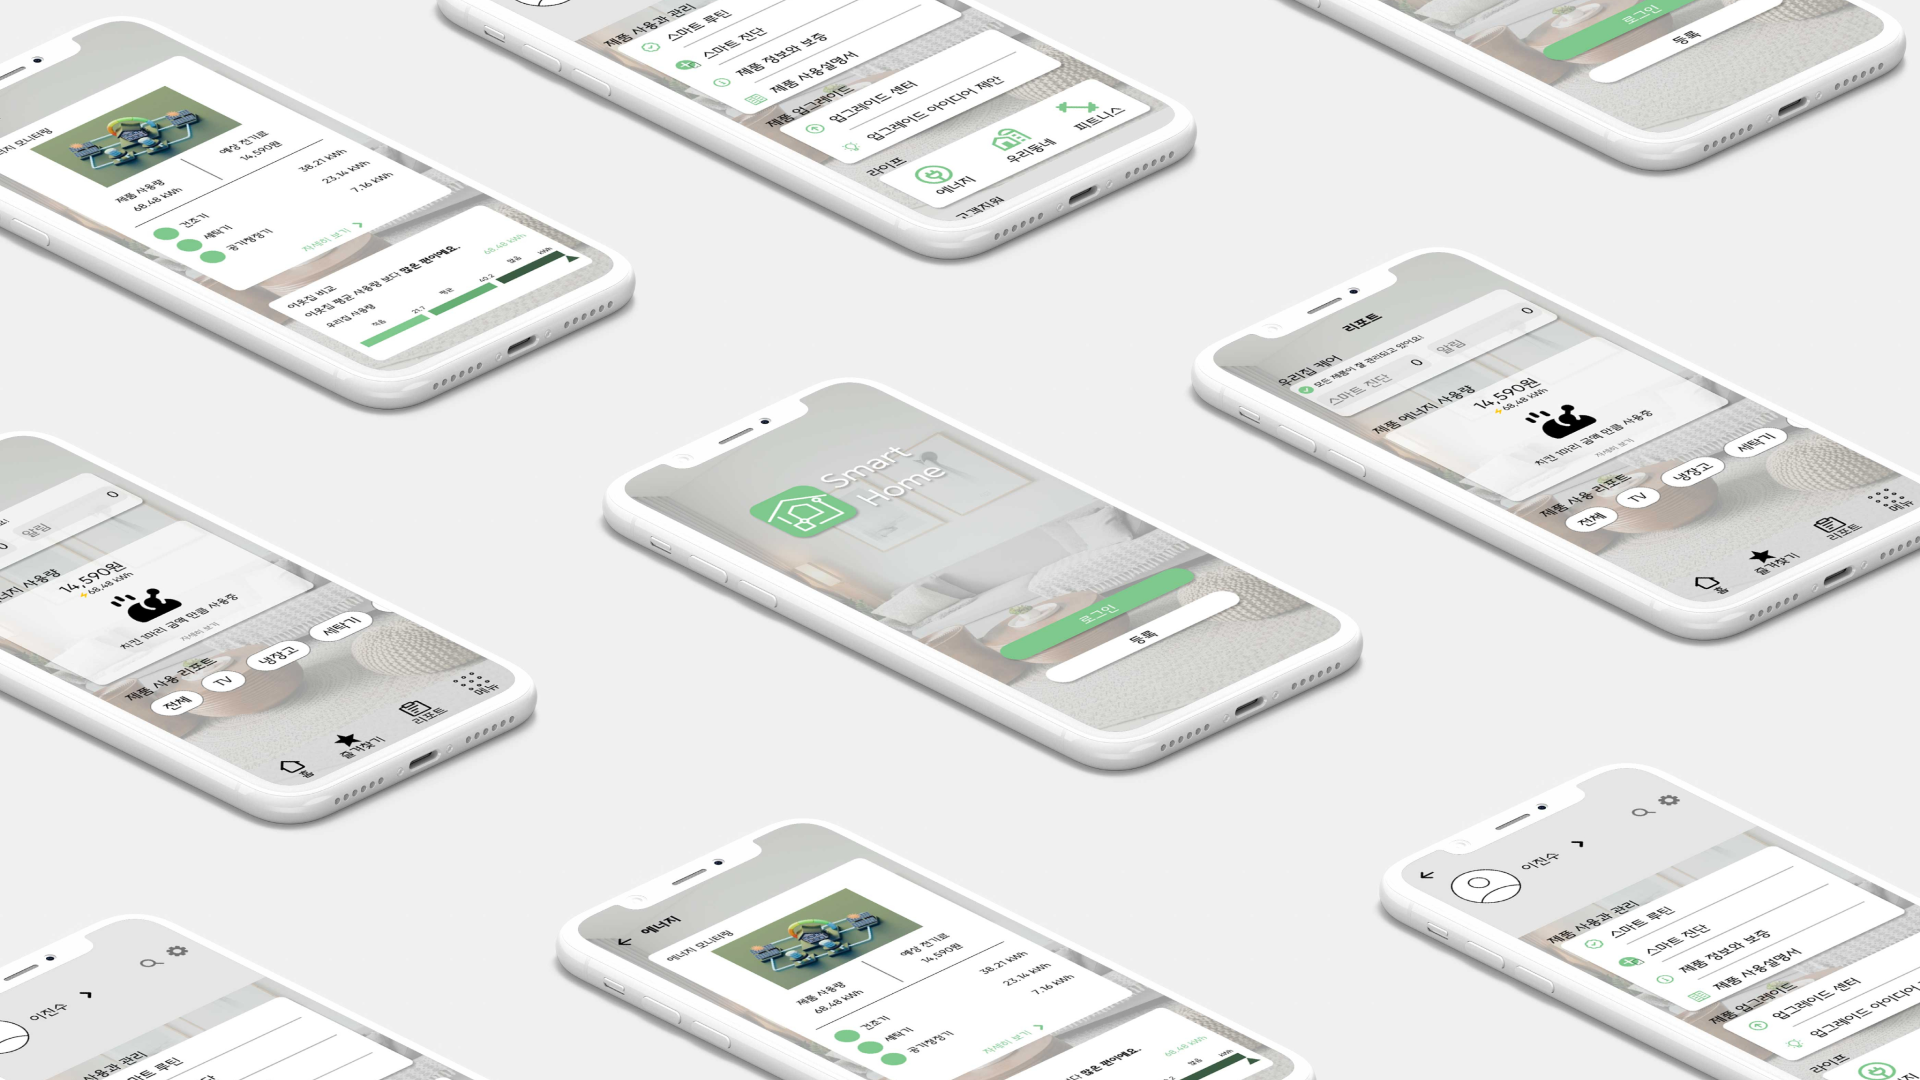 에너지 모니터링
제품 사용량
68.48 kWh
예상 전기료
14,590원
건조기
38.21 kWh
세탁기
23.14 kWh
공기청정기
7.16 kWh
자세히 보기
이웃집 비교
이웃집 평균 사용량 보다 많은 편이에요.
우리집 사용량
68.48 kWh
적음
21.7
평균
40.2
많음
kWh
제품 사용과 관리
스마트 루틴
스마트 진단
제품 정보와 보증
제품 사용설명서
제품 업그레이드
업그레이드 센터
업그레이드 아이디어 제안
라이프
에너지
우리동네
피트니스
고객지원
로그인
등록
리포트
우리집 케어
모든 제품이 잘 관리되고 있어요!
스마트 진단
0
알림
0
제품 에너지 사용량
14,590원
68.48 kWh
치킨 1마리 금액 만큼 사용중
자세히 보기
제품 사용 리포트
전체
TV
냉장고
세탁기
홈
즐겨찾기
리포트
메뉴
Smart
Home
로그인
등록
0
알림
0
사용량
14,590원
68.48 kWh
치킨 1마리 금액 만큼 사용중
자세히 보기
제품 사용 리포트
전체
TV
냉장고
세탁기
홈
즐겨찾기
리포트
메뉴
에너지
에너지 모니터링
제품 사용량
68.48 kWh
예상 전기료
14,590원
건조기
38.21 kWh
세탁기
23.14 kWh
공기청정기
7.16 kWh
자세히 보기
많은 편이에요.
68.48 kWh
많음
kWh
이진수
제품 사용과 관리
스마트 루틴
스마트 진단
제품 정보와 보증
제품 사용설명서
제품 업그레이드
업그레이드 센터
업그레이드 아이디어
라이프
이진수
사용과 관리
스마트 루틴